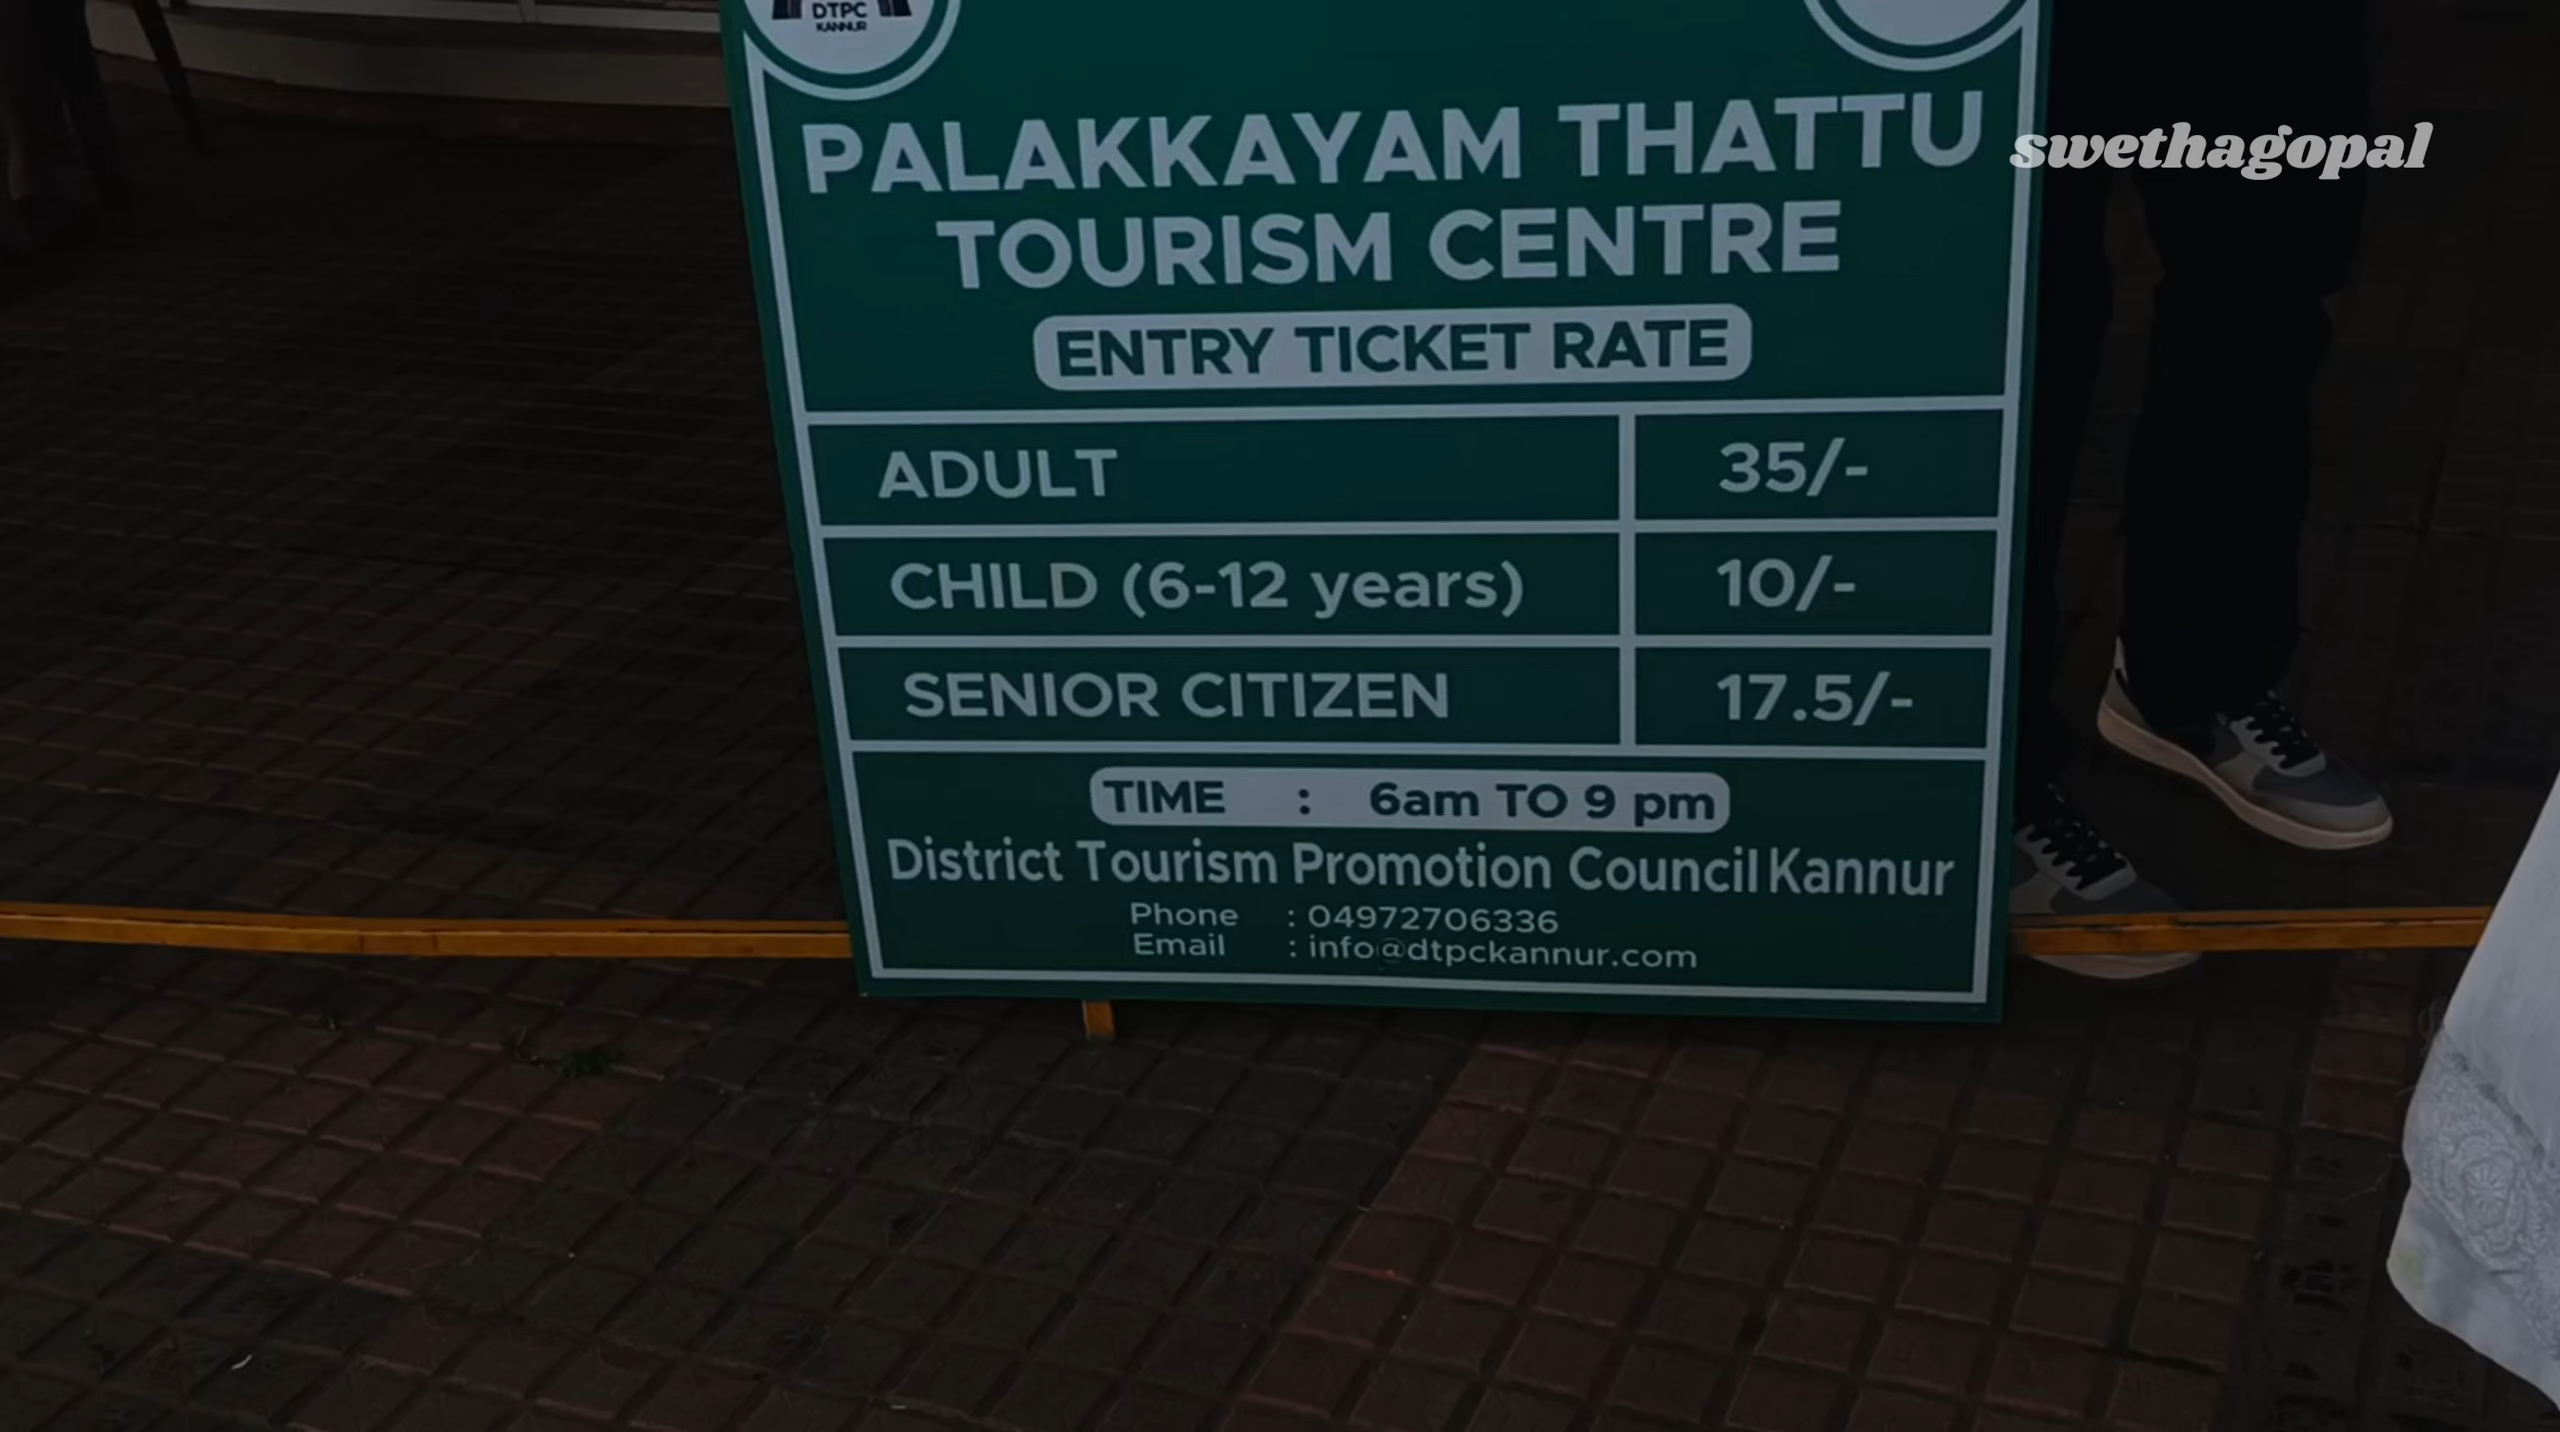 DTPC
KANNUR
PALAKKAYAM THATTU
swethagopal
TOURISM CENTRE
ENTRY TICKET RATE
ADULT 35/-
CHILD (6-12 years) 10/-
SENIOR CITIZEN 17.5/-
TIME : 6am TO 9 pm
District Tourism Promotion Council Kannur
Phone : 04972706336
Email : info@dtpckannur.com